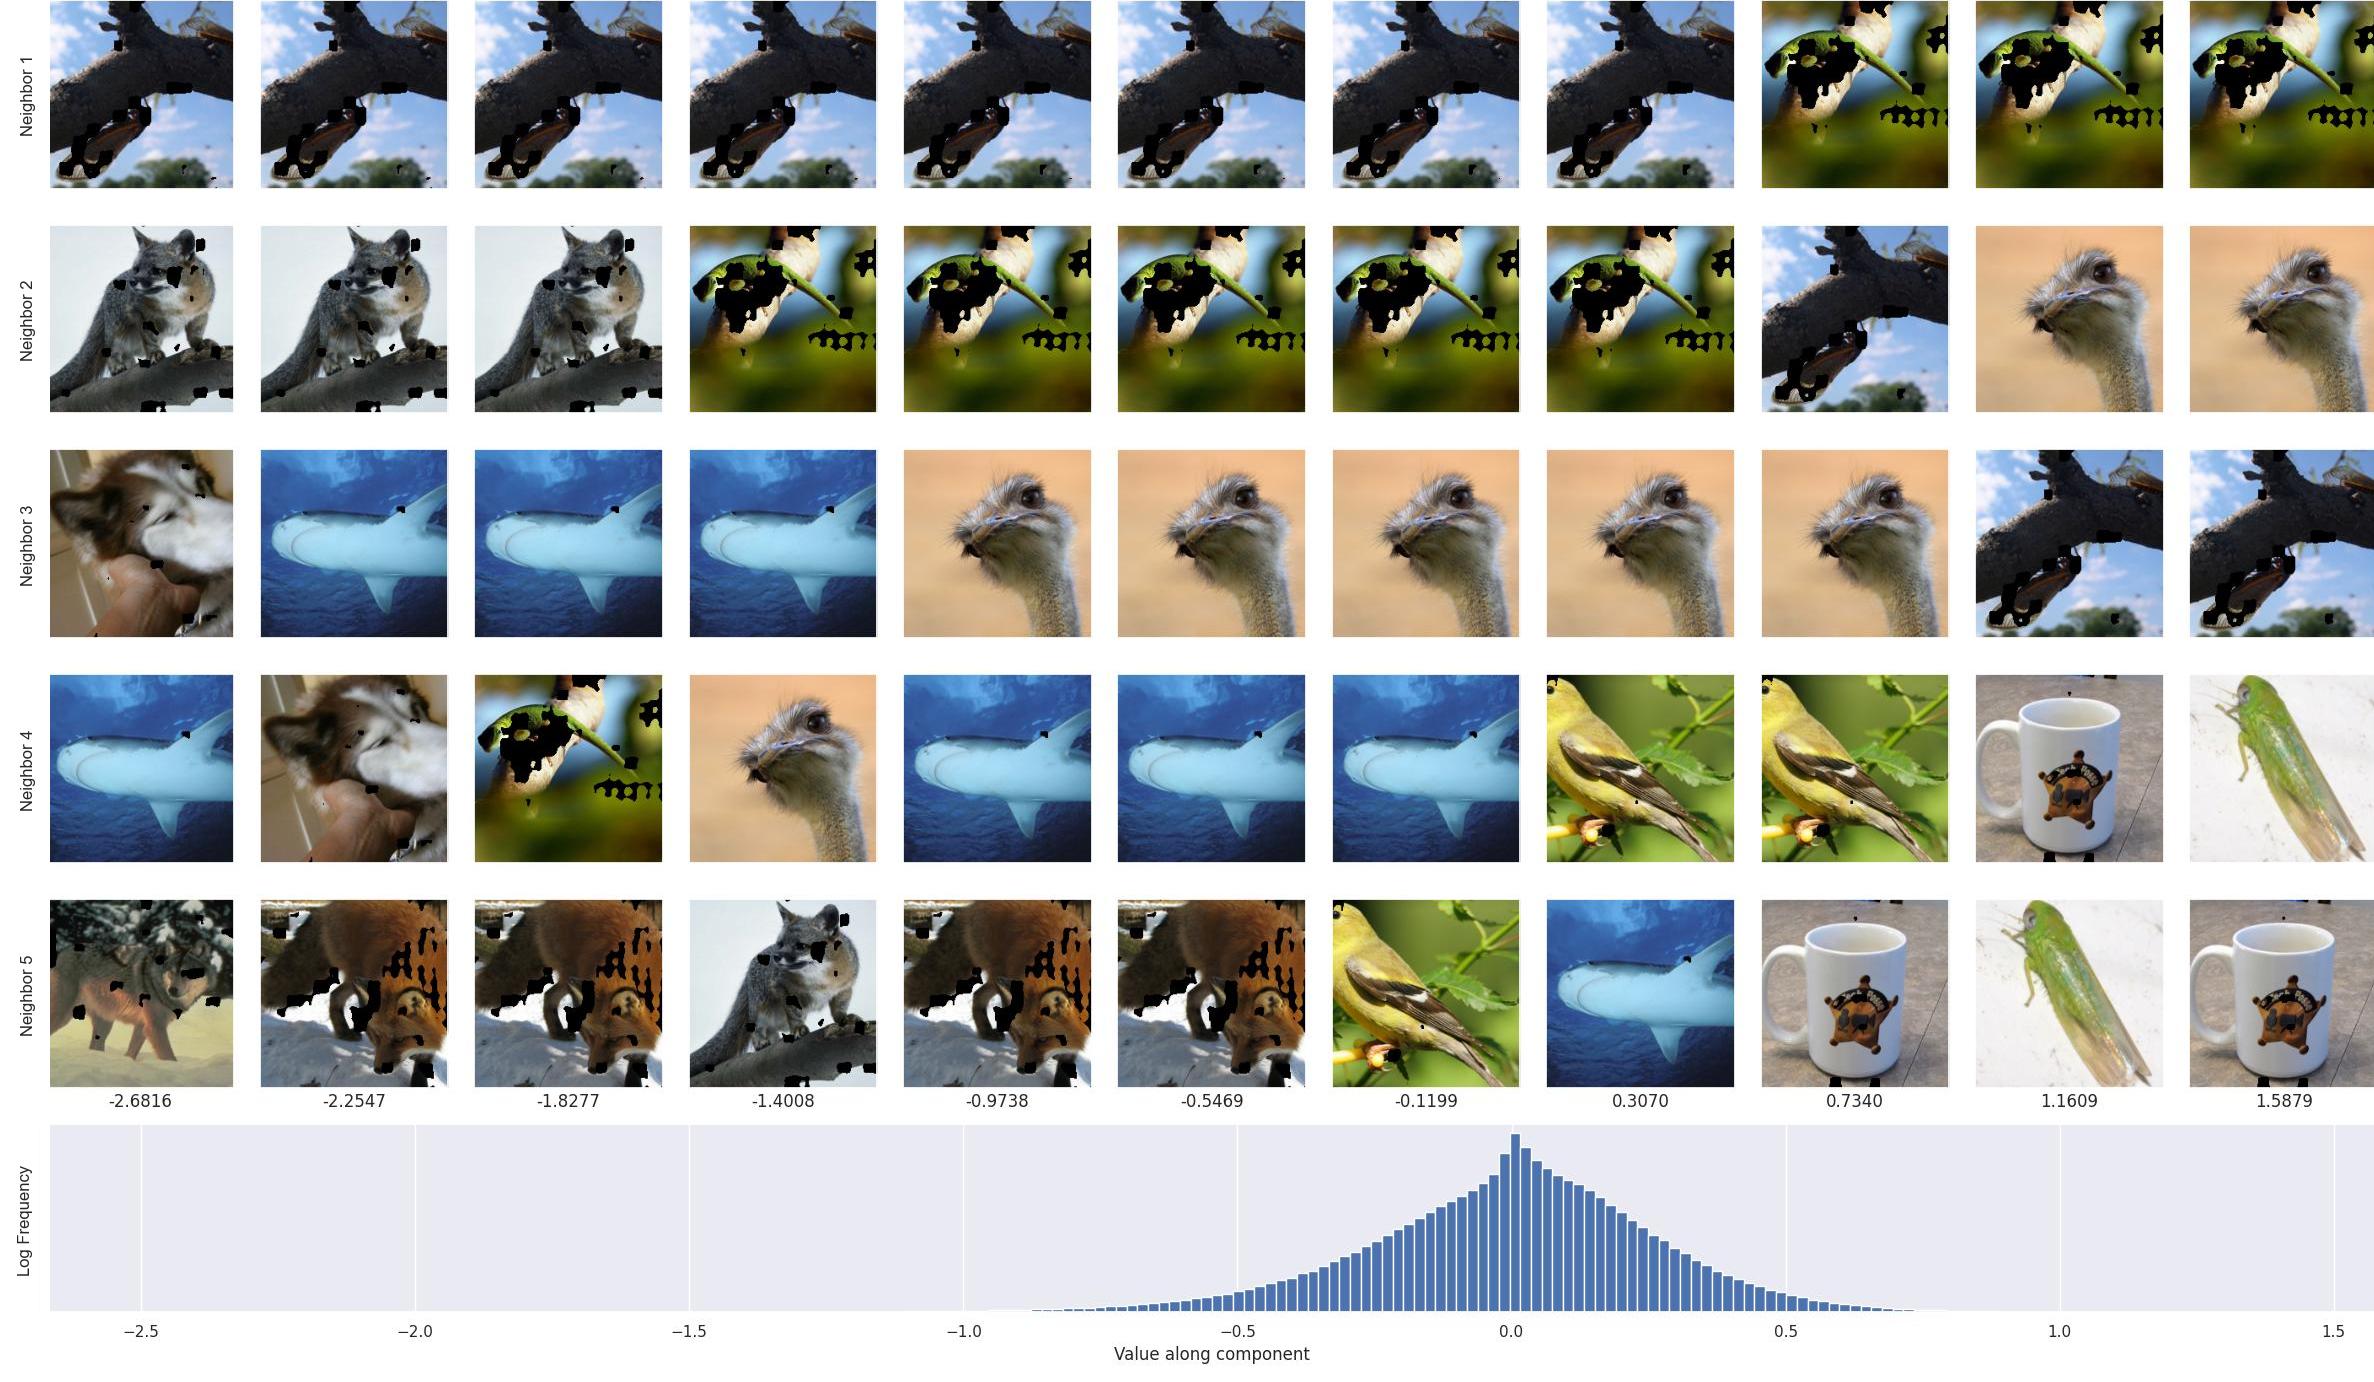 Neighbor 1
Neighbor 2
Neighbor 3
Neighbor 4
Neighbor 5
-2.6816 -2.2547 -1.8277 -1.4008 -0.9738 -0.5469 -0.1199 0.3070 0.7340 1.1609 1.5879
Log Frequency
−2.5 −2.0 −1.5 −1.0 −0.5 0.0 0.5 1.0 1.5
Value along component